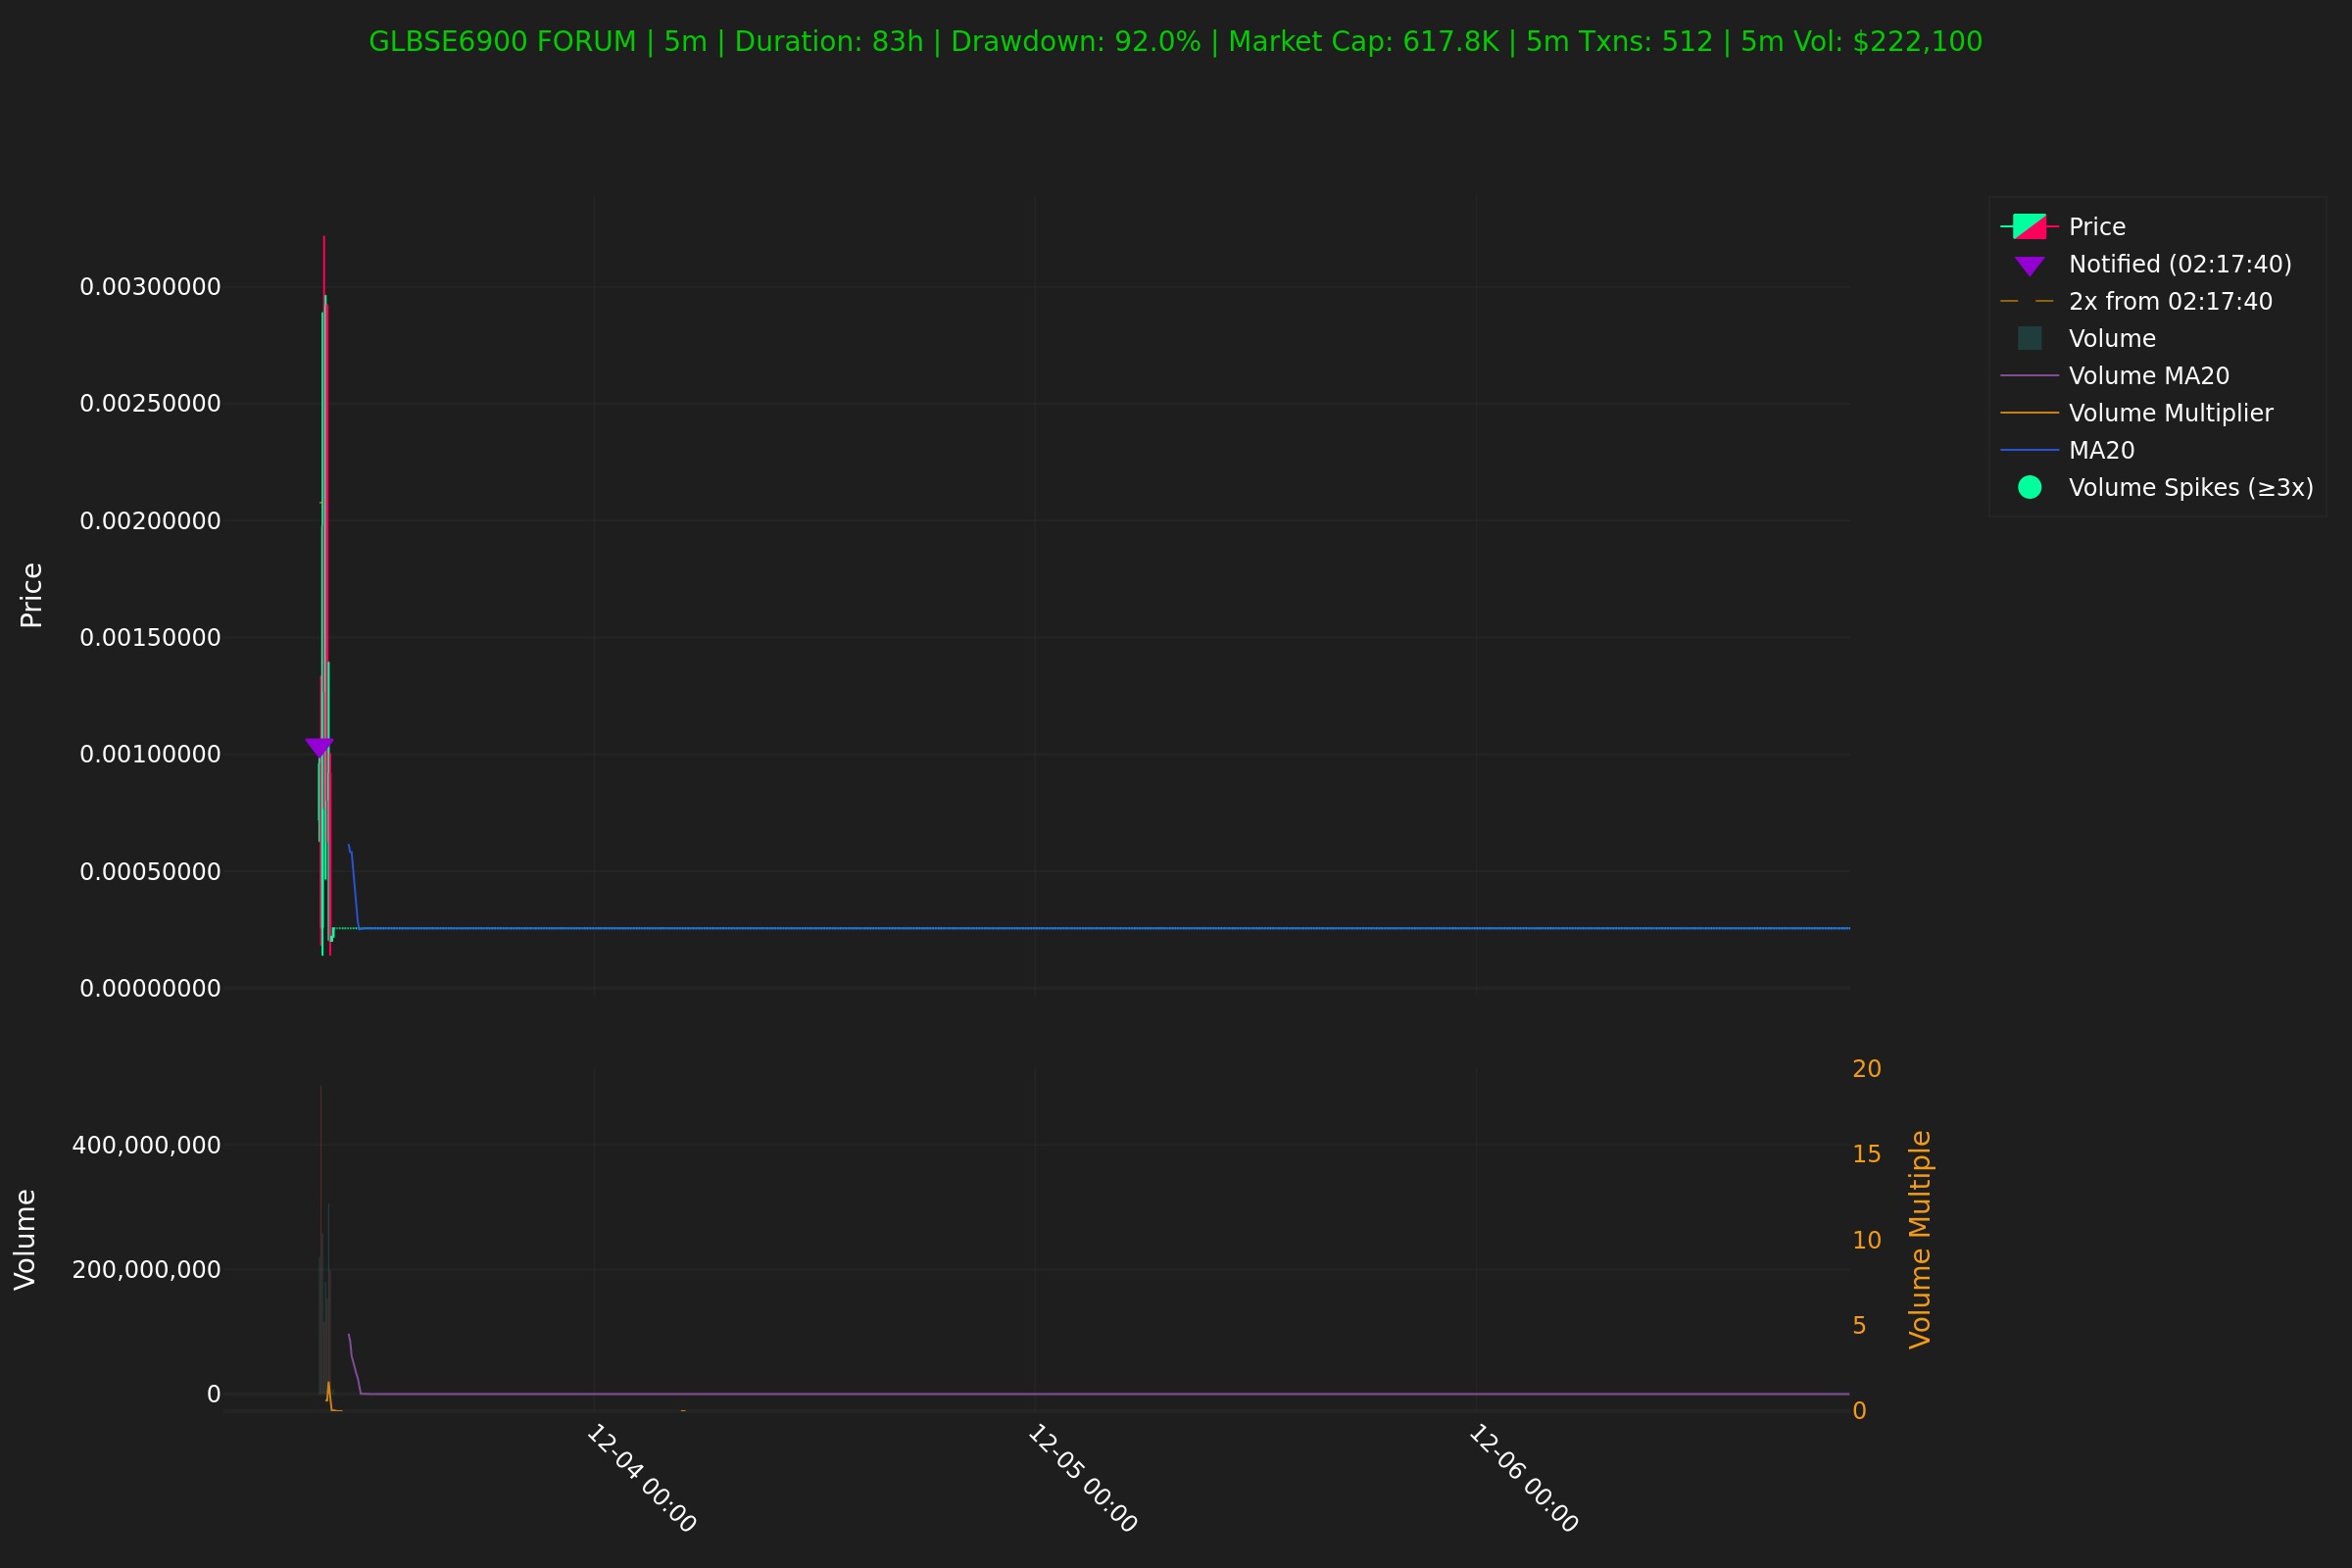 GLBSE6900 FORUM | 5m | Duration: 83h | Drawdown: 92.0% | Market Cap: 617.8K | 5m Txns: 512 | 5m Vol: $222,100
Price
Notified (02:17:40)
2x from 02:17:40
Volume
Volume MA20
Volume Multiplier
MA20
Volume Spikes (≥3x)
Price
0.00300000
0.00250000
0.00200000
0.00150000
0.00100000
0.00050000
0.00000000
Volume
400,000,000
200,000,000
0
20
15
10
5
0
Volume Multiple
12-04 00:00
12-05 00:00
12-06 00:00